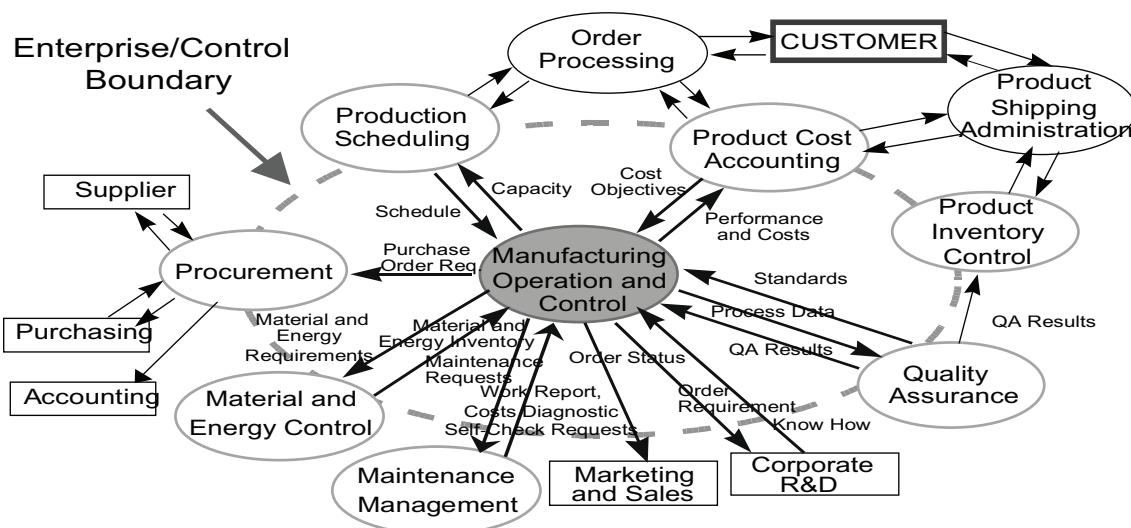 Enterprise/Control
Boundary
Order
Processing
CUSTOMER
Product
Shipping
Administration
Production
Scheduling
Product Cost
Accounting
Supplier
Capacity
Cost
Objectives
Schedule
Performance
and Costs
Product
Inventory
Control
Procurement
Purchase
Order Req.
Manufacturing
Operation and
Control
Standards
Process Data
QA Results
QA Results
Purchasing
Material and
Energy
Requirements
Material and
Energy Inventory
Maintenance
Requests
Order Status
Accounting
Work Report,
Costs Diagnostic
Self-Check Requests
Order
Requirement
Know How
Quality
Assurance
Material and
Energy Control
Maintenance
Management
Marketing
and Sales
Corporate
R&D